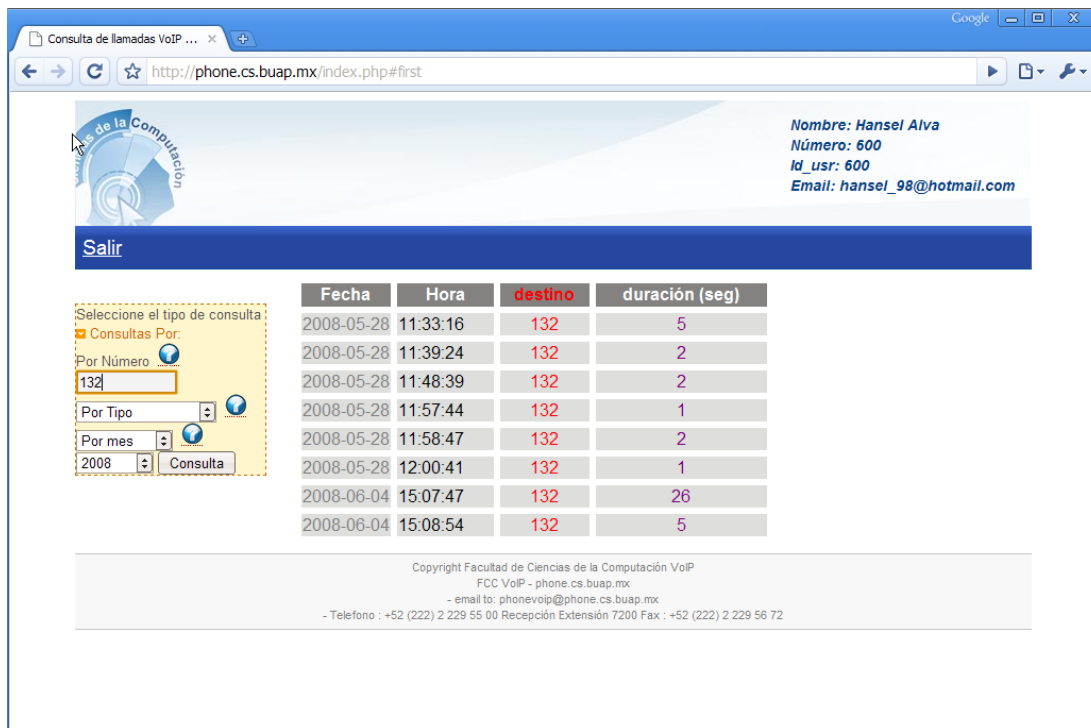 Google
Consulta de llamadas VoIP ...
http://phone.cs.buap.mx/index.php#first
de la Computación
Nombre: Hansel Alva
Número: 600
Id_usr: 600
Email: hansel_98@hotmail.com
Salir
Seleccione el tipo de consulta
Consultas Por:
Por Número
132
Por Tipo
Por mes
2008 Consulta
Fecha Hora destino duración (seg)
2008-05-28 11:33:16 132 5
2008-05-28 11:39:24 132 2
2008-05-28 11:48:39 132 2
2008-05-28 11:57:44 132 1
2008-05-28 11:58:47 132 2
2008-05-28 12:00:41 132 1
2008-06-04 15:07:47 132 26
2008-06-04 15:08:54 132 5
Copyright Facultad de Ciencias de la Computación VoIP
FCC VoIP - phone.cs.buap.mx
- email to: phonevoip@phone.cs.buap.mx
- Telefono : +52 (222) 2 229 55 00 Recepción Extensión 7200 Fax : +52 (222) 2 229 56 72